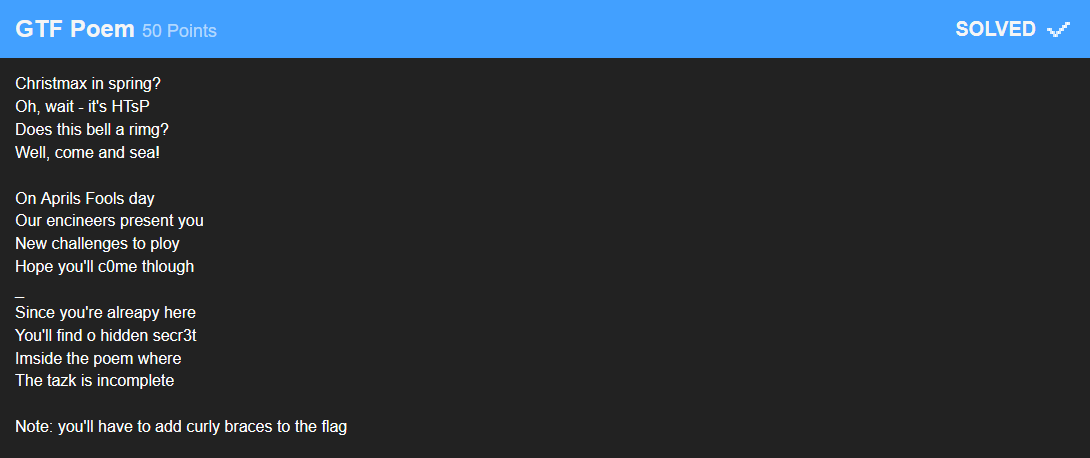 GTF Poem 50 Points
SOLVED
Christmax in spring?
Oh, wait - it's HTsP
Does this bell a rimg?
Well, come and sea!
On Aprils Fools day
Our encineers present you
New challenges to ploy
Hope you'll c0me thlough
_
Since you're alreapy here
You'll find o hidden secr3t
Imside the poem where
The tazk is incomplete
Note: you'll have to add curly braces to the flag